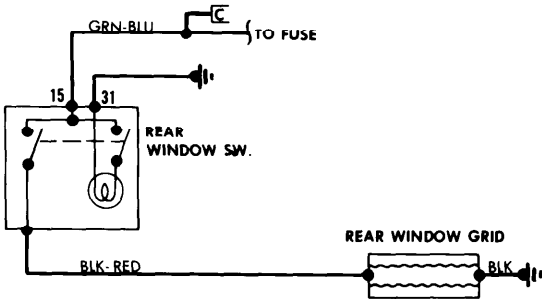 C
GRN-BLU
TO FUSE
15 31
REAR
WINDOW SW.
REAR WINDOW GRID
BLK-RED
BLK